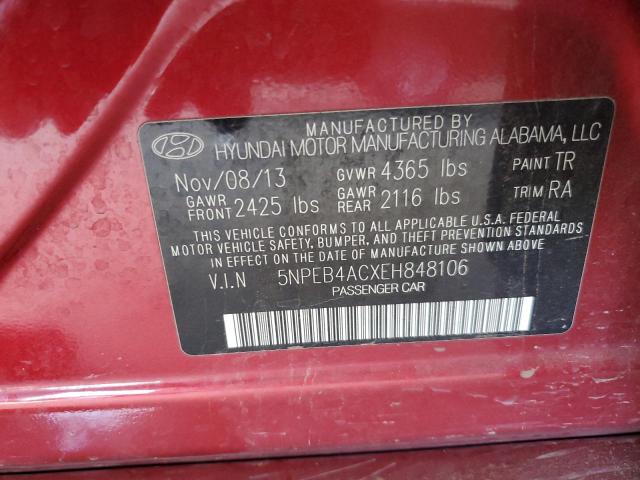 MANUFACTURED BY
HYUNDAI MOTOR MANUFACTURING ALABAMA, LLC
Nov/08/13 GVWR 4365 lbs PAINT TR
GAWR FRONT 2425 lbs GAWR REAR 2116 lbs TRIM RA
THIS VEHICLE CONFORMS TO ALL APPLICABLE U.S.A. FEDERAL
MOTOR VEHICLE SAFETY, BUMPER, AND THEFT PREVENTION STANDARDS
IN EFFECT ON THE DATE OF MANUFACTURE SHOWN ABOVE.
V.I.N 5NPEB4ACXEH848106
PASSENGER CAR